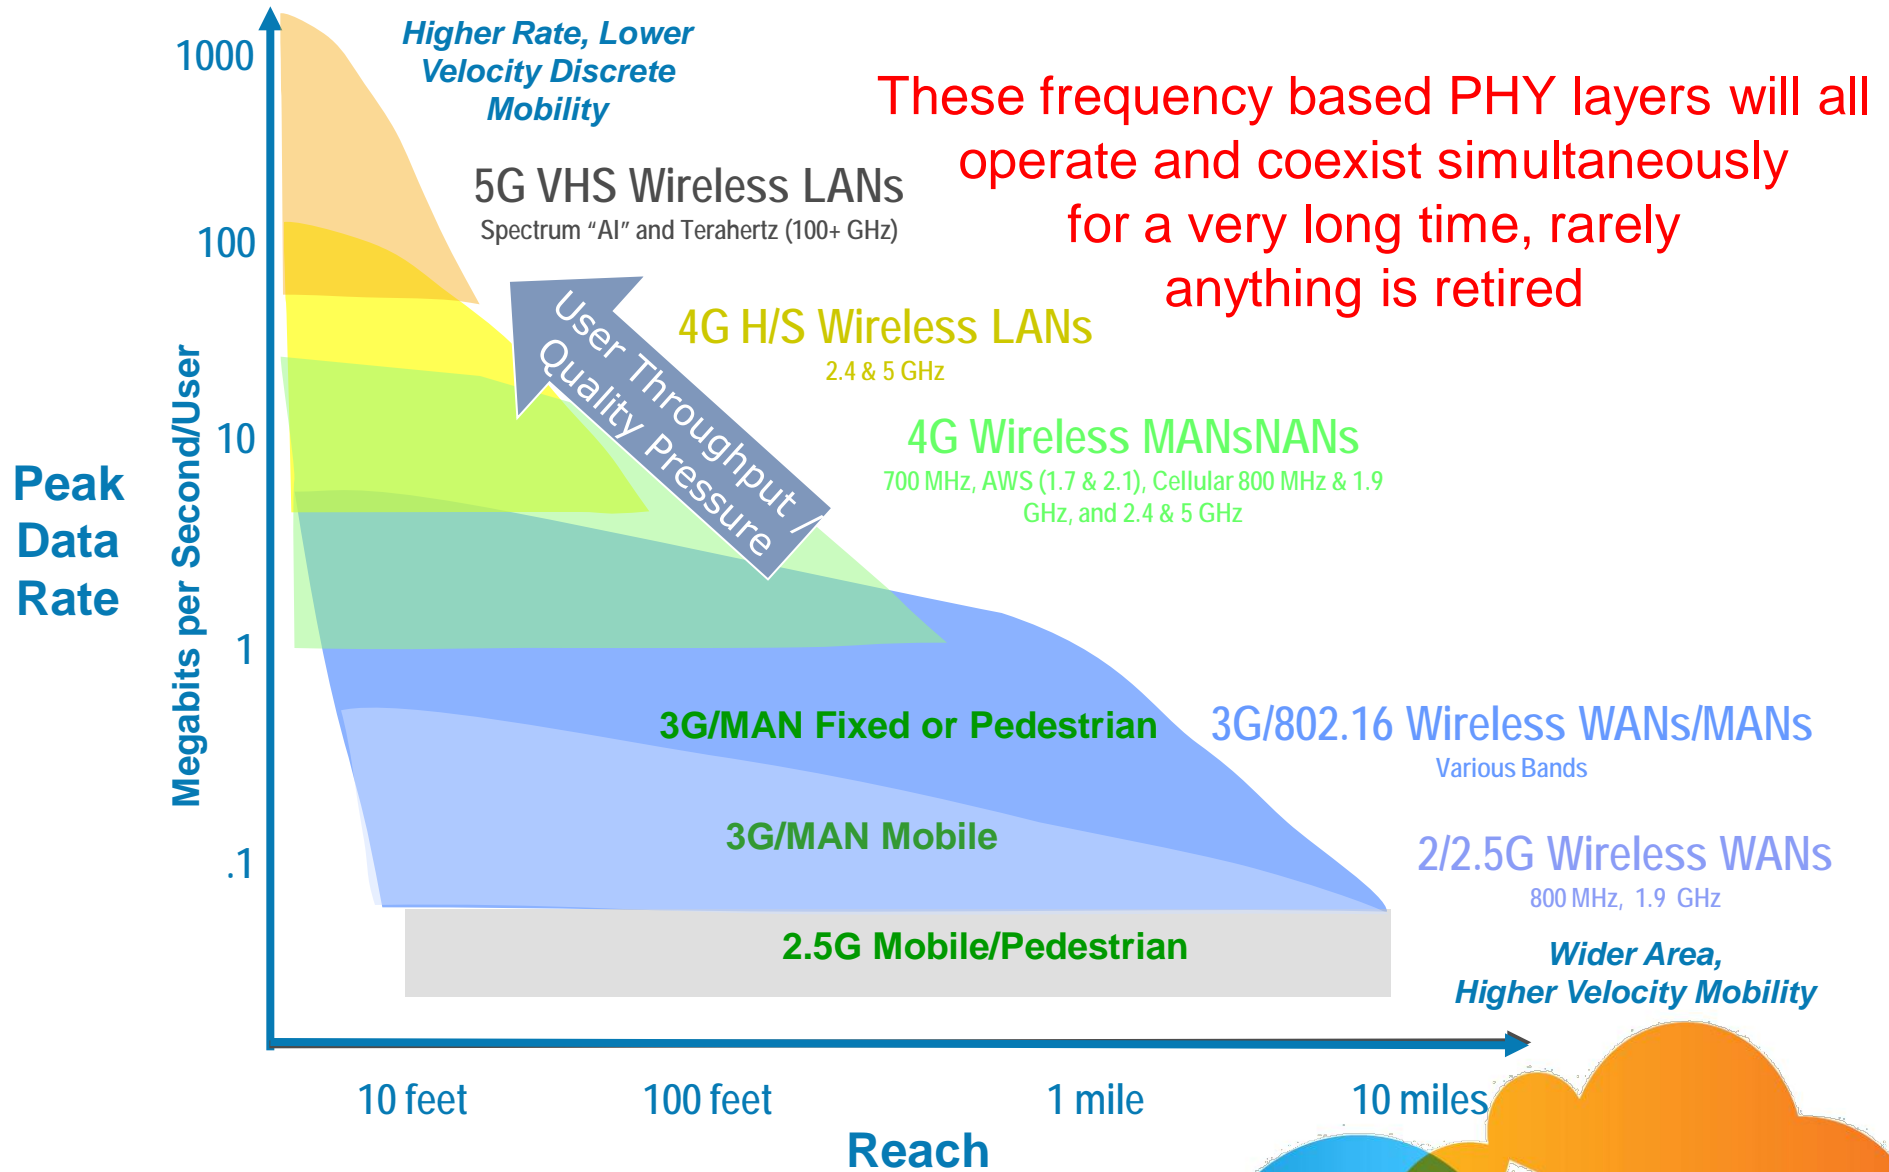 Higher Rate, Lower
Velocity Discrete
Mobility
These frequency based PHY layers will all
operate and coexist simultaneously
for a very long time, rarely
anything is retired
5G VHS Wireless LANs
Spectrum “AI” and Terahertz (100+ GHz)
4G H/S Wireless LANs
2.4 & 5 GHz
User Throughput /
Quality Pressure
4G Wireless MANsNANs
700 MHz, AWS (1.7 & 2.1), Cellular 800 MHz & 1.9
GHz, and 2.4 & 5 GHz
Peak
Data
Rate
Megabits per Second/User
1000
100
10
1
.1
3G/MAN Fixed or Pedestrian
3G/802.16 Wireless WANs/MANs
Various Bands
3G/MAN Mobile
2/2.5G Wireless WANs
800 MHz, 1.9 GHz
2.5G Mobile/Pedestrian
Wider Area,
Higher Velocity Mobility
10 feet
100 feet
1 mile
10 miles
Reach